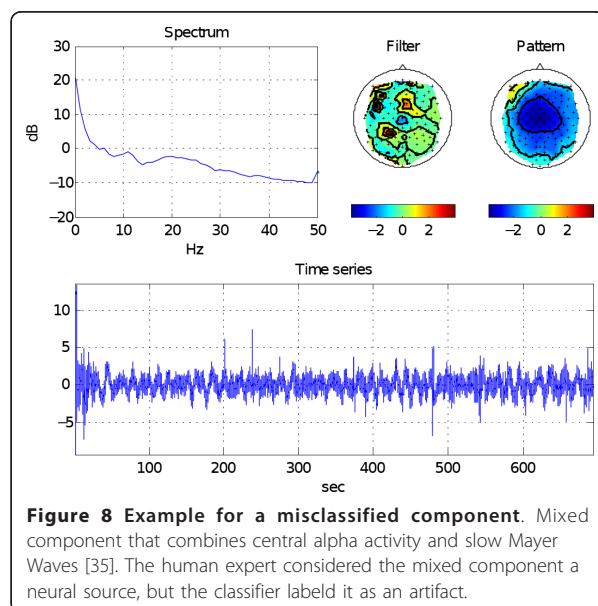 Spectrum
30
20
10
0
−10
−20
dB
0 10 20 30 40 50
Hz
Filter
−2 0 2
Pattern
−2 0 2
Time series
10
5
0
−5
100 200 300 400 500 600
sec
Figure 8 Example for a misclassified component. Mixed
component that combines central alpha activity and slow Mayer
Waves [35]. The human expert considered the mixed component a
neural source, but the classifier labeld it as an artifact.